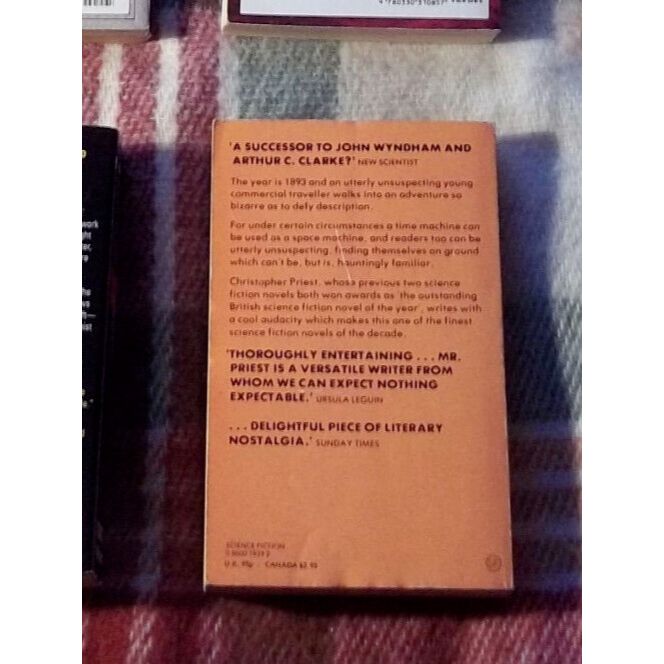 9 780330 310857
'A SUCCESSOR TO JOHN WYNDHAM AND
ARTHUR C. CLARKE?' NEW SCIENTIST
The year is 1893 and an utterly unsuspecting young
commercial traveller walks into an adventure so
bizarre as to defy description.
For under certain circumstances a time machine can
be used as a space machine, and readers too can be
utterly unsuspecting, finding themselves on ground
which can't be, but is, hauntingly familiar.
Christopher Priest, whose previous two science
fiction novels both won awards as 'the outstanding
British science fiction novel of the year', writes with
a cool audacity which makes this one of the finest
science fiction novels of the decade.
'THOROUGHLY ENTERTAINING . . . MR.
PRIEST IS A VERSATILE WRITER FROM
WHOM WE CAN EXPECT NOTHING
EXPECTABLE.' URSULA LEGUIN
. . . DELIGHTFUL PIECE OF LITERARY
NOSTALGIA.' SUNDAY TIMES
SCIENCE FICTION
U.K. 95p CANADA $2.95
work